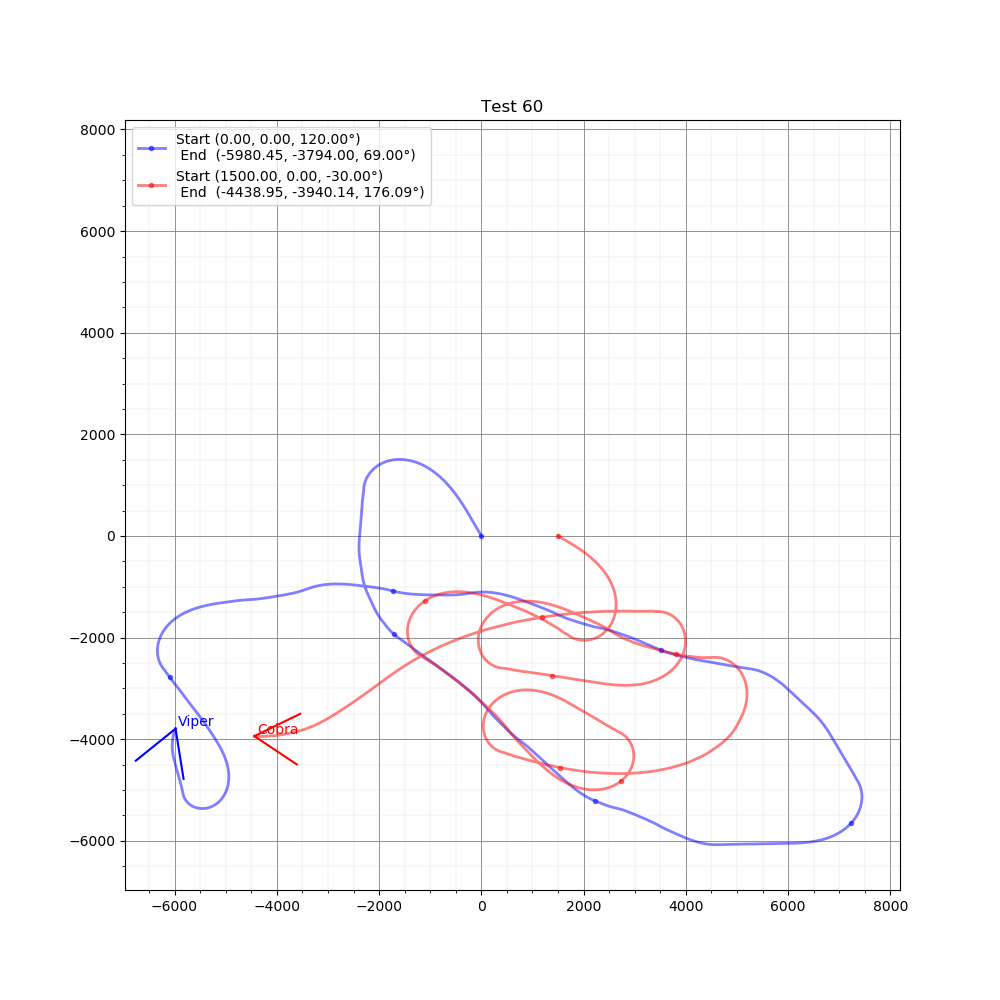 Test 60
Start (0.00, 0.00, 120.00°)
End (-5980.45, -3794.00, 69.00°)
Start (1500.00, 0.00, -30.00°)
End (-4438.95, -3940.14, 176.09°)
8000
6000
4000
2000
0
−2000
−4000
−6000
Viper
Cobra
−6000 −4000 −2000 0 2000 4000 6000 8000